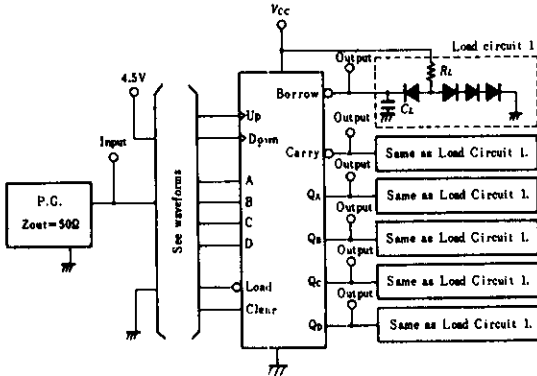 Vcc
Output
Load circuit 1
4.5V
RL
Borrow
CL
Input
Up
Down
Output
Carry
Same as Load Circuit 1.
Output
P.G.
Zout=50Ω
See waveforms
A
B
C
D
QA
Same as Load Circuit 1.
Output
QB
Same as Load Circuit 1.
Output
Load
Clear
QC
Same as Load Circuit 1.
Output
QD
Same as Load Circuit 1.